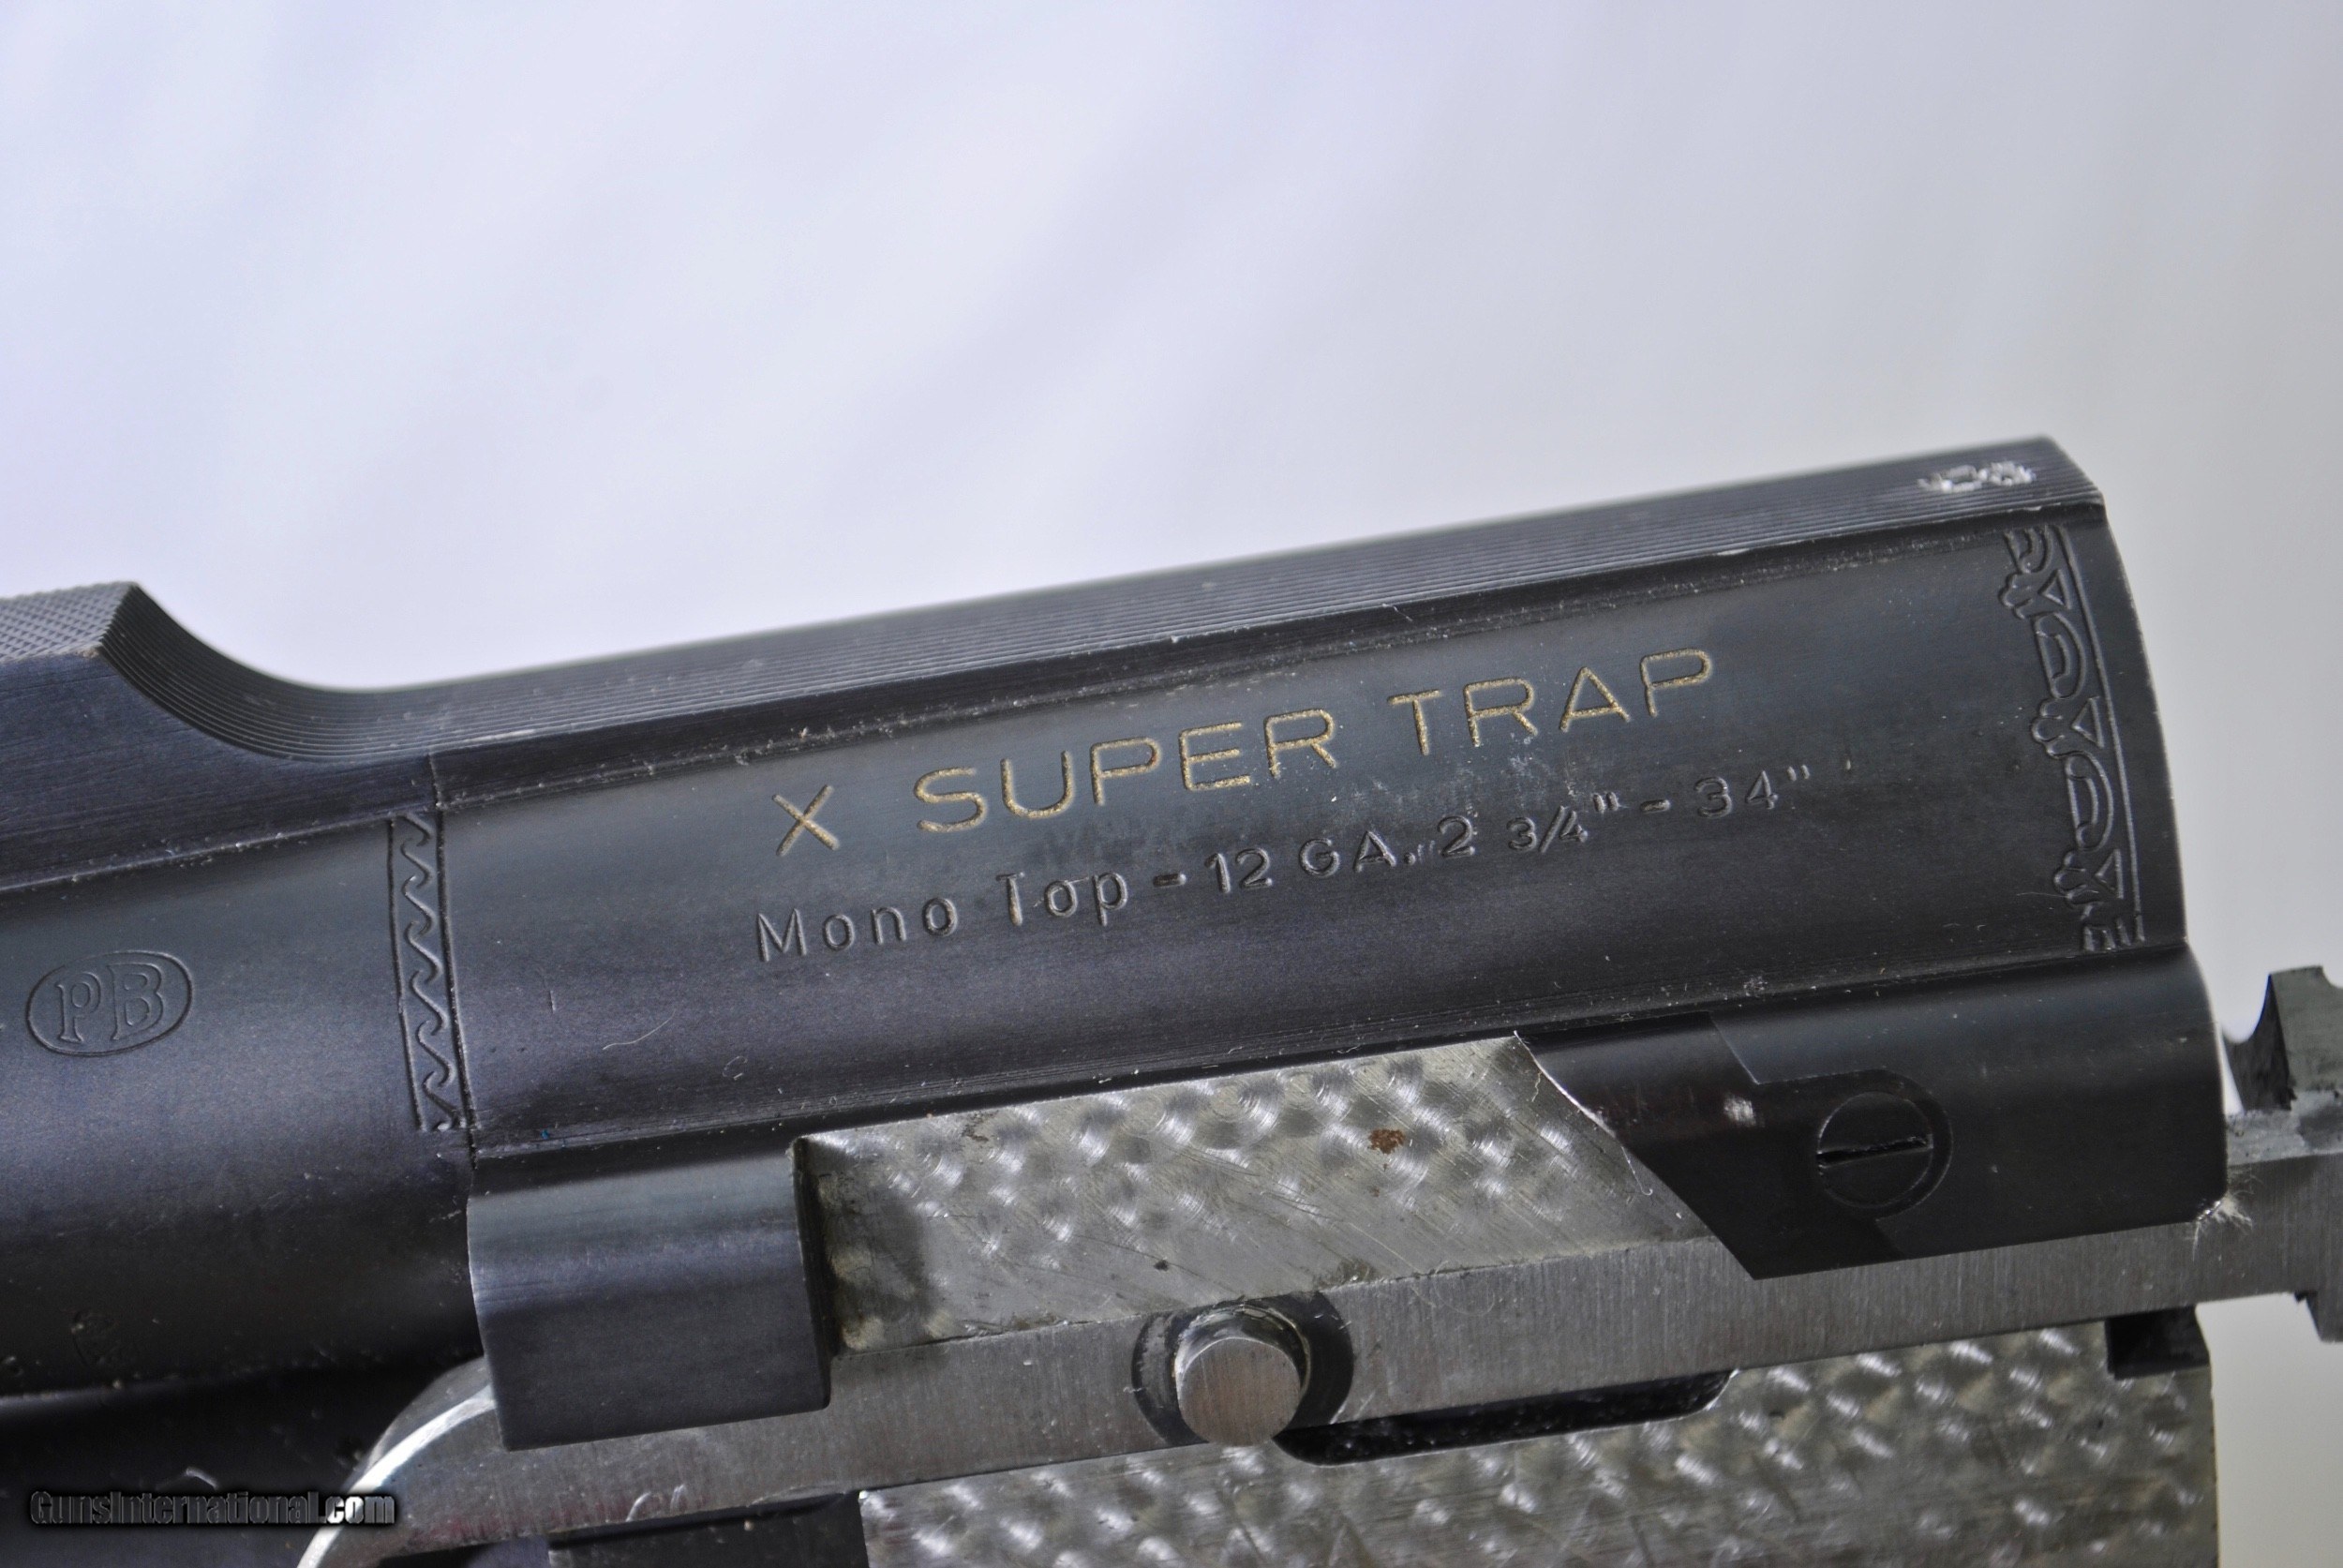 X SUPER TRAP
Mono Top - 12 GA. 2 3/4" - 34"
PB
GunsInternational.com